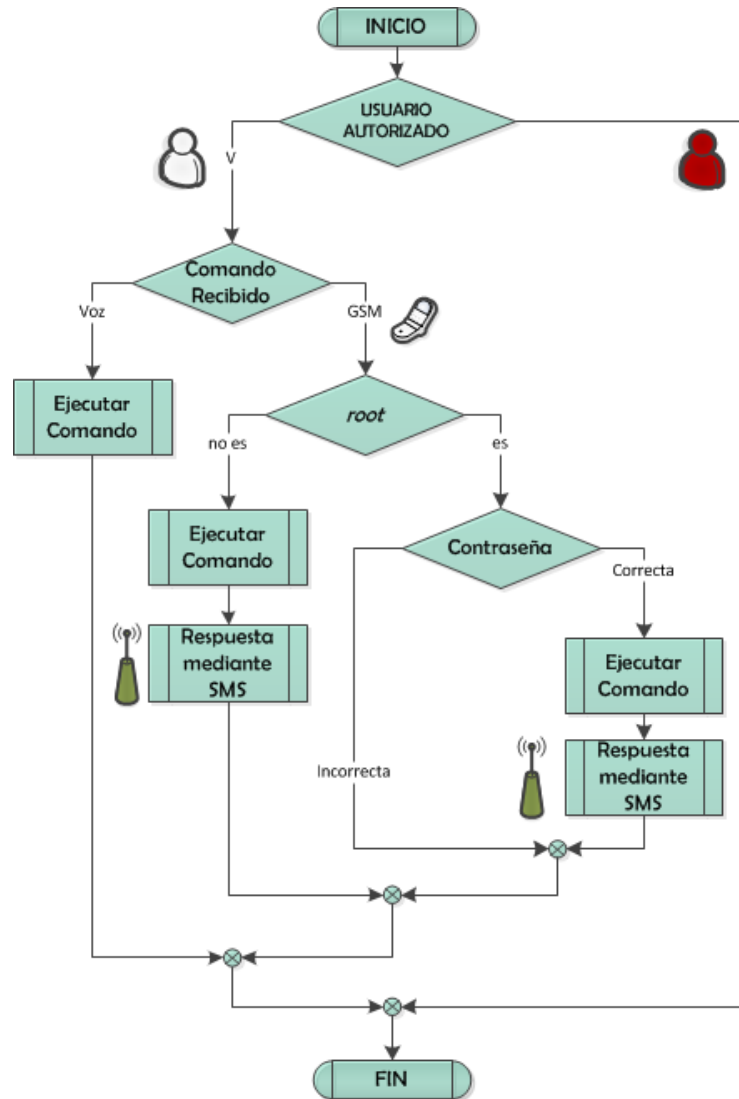 INICIO
USUARIO
AUTORIZADO
V
Comando
Recibido
Voz
GSM
Ejecutar
Comando
root
no es
es
Ejecutar
Comando
Contraseña
Correcta
Respuesta
mediante
SMS
Ejecutar
Comando
Incorrecta
Respuesta
mediante
SMS
FIN